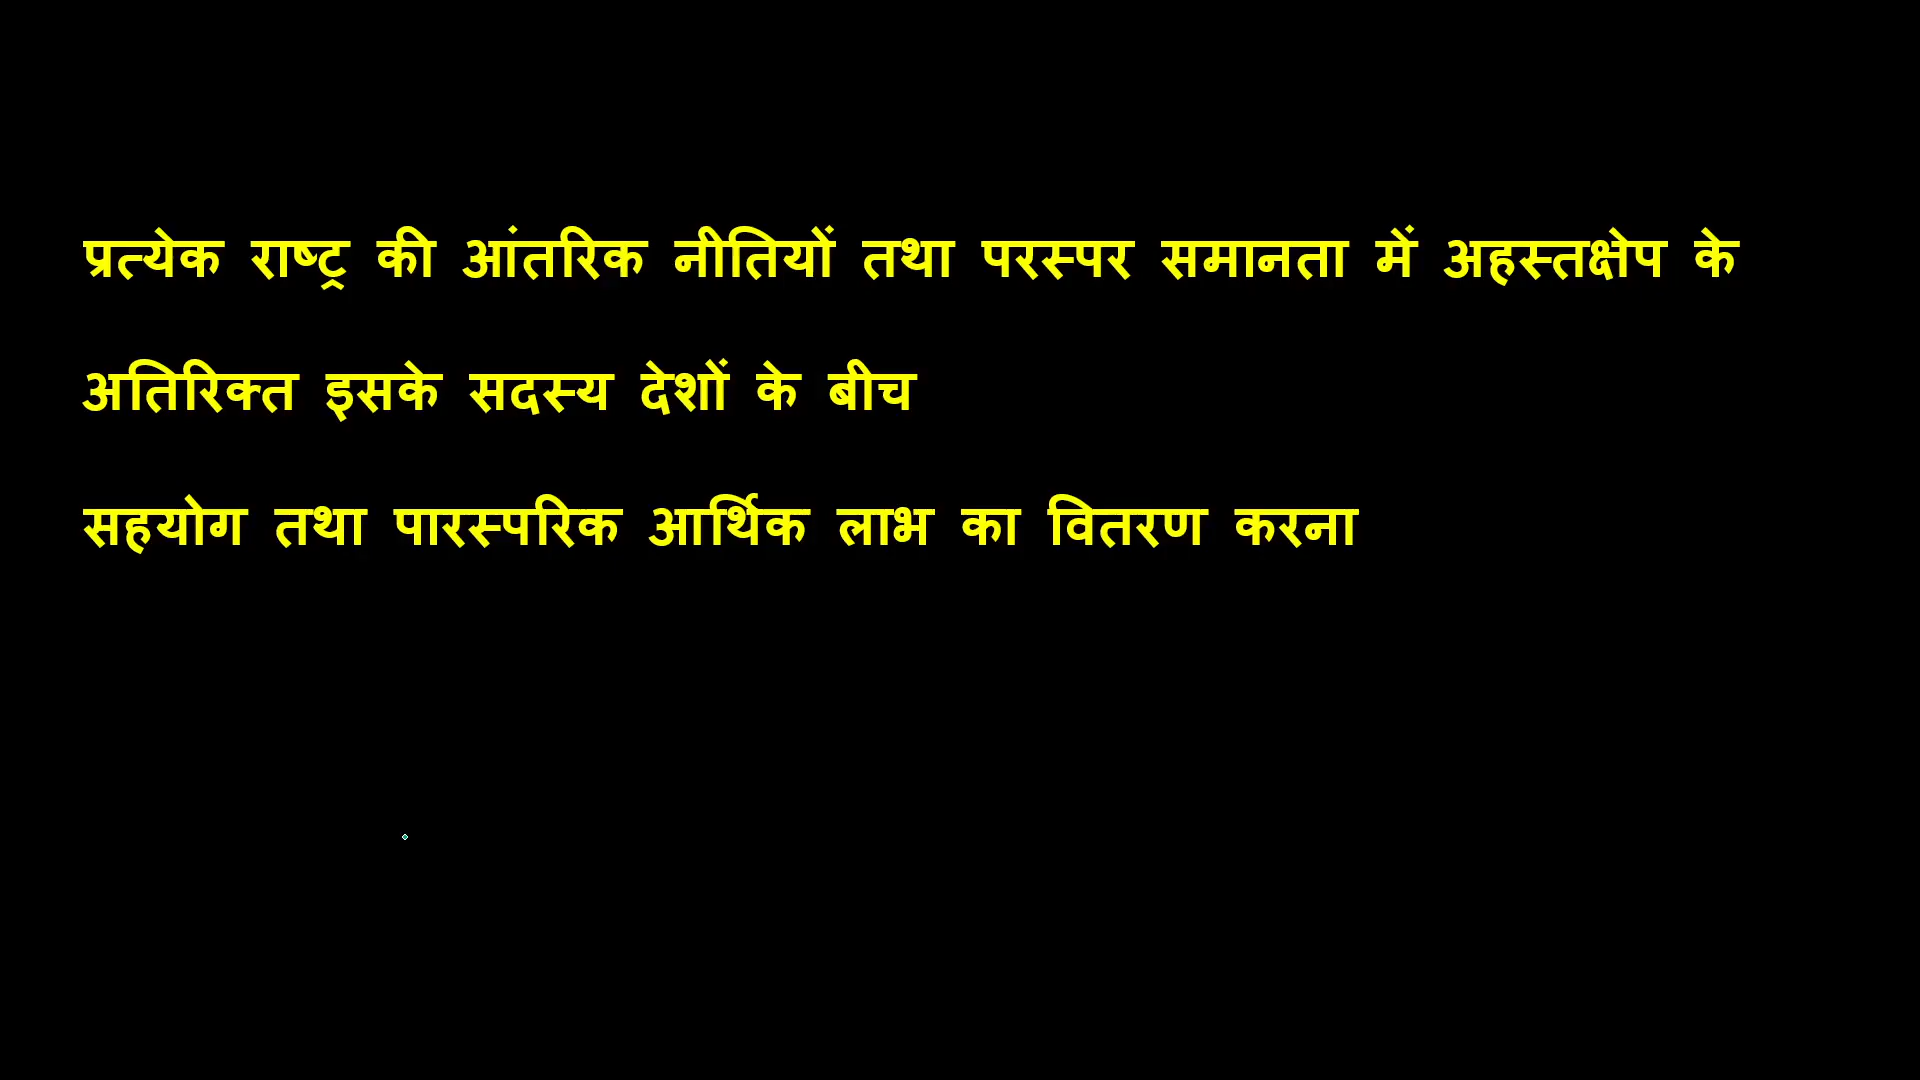 प्रत्येक राष्ट्र की आंतरिक नीतियों तथा परस्पर समानता में अहस्तक्षेप के
अतिरिक्त इसके सदस्य देशों के बीच
सहयोग तथा पारस्परिक आर्थिक लाभ का वितरण करना